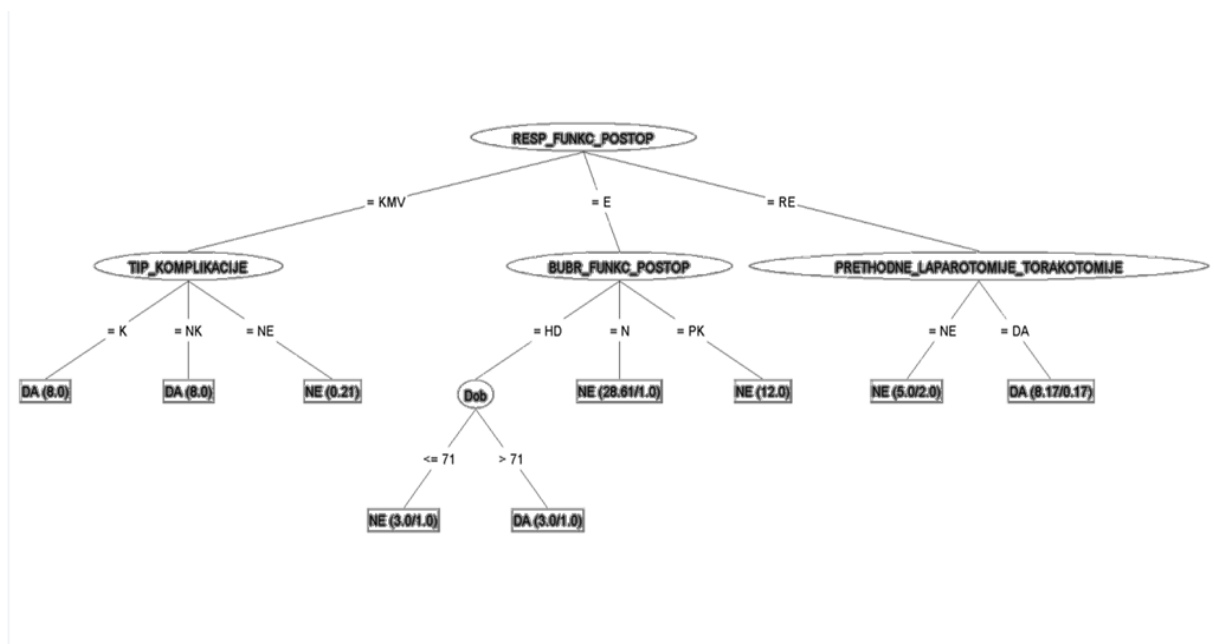 RESP_FUNKC_POSTOP
= KMV
= E
= RE
TIP_KOMPLIKACIJE
BUBR_FUNKC_POSTOP
PRETHODNE_LAPAROTOMIJE_TORAKOTOMIJE
= K
= NK
= NE
= HD
= N
= PK
= NE
= DA
DA (8.0)
DA (8.0)
NE (0.21)
Dob
NE (28.61/1.0)
NE (12.0)
NE (5.0/2.0)
DA (8.17/0.17)
<= 71
> 71
NE (3.0/1.0)
DA (3.0/1.0)